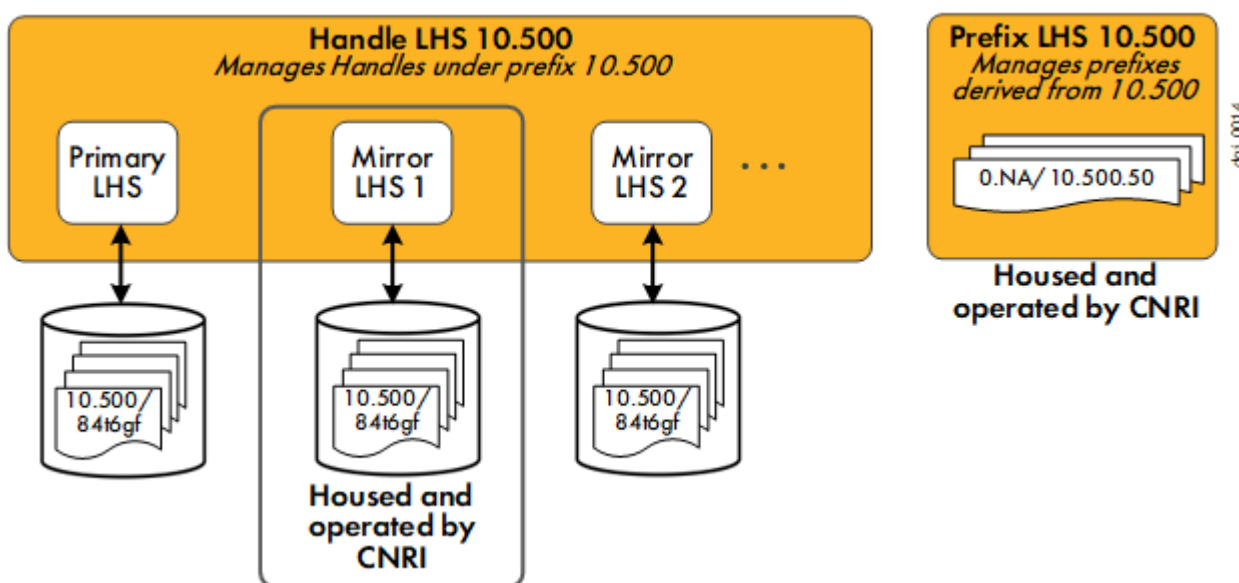 Handle LHS 10.500
Manages Handles under prefix 10.500
Primary
LHS
Mirror
LHS 1
Mirror
LHS 2
...
10.500/
84t6gf
10.500/
84t6gf
10.500/
84t6gf
Housed and
operated by
CNRI
Prefix LHS 10.500
Manages prefixes
derived from 10.500
0.NA/ 10.500.50
Housed and
operated by CNRI
doi_0014